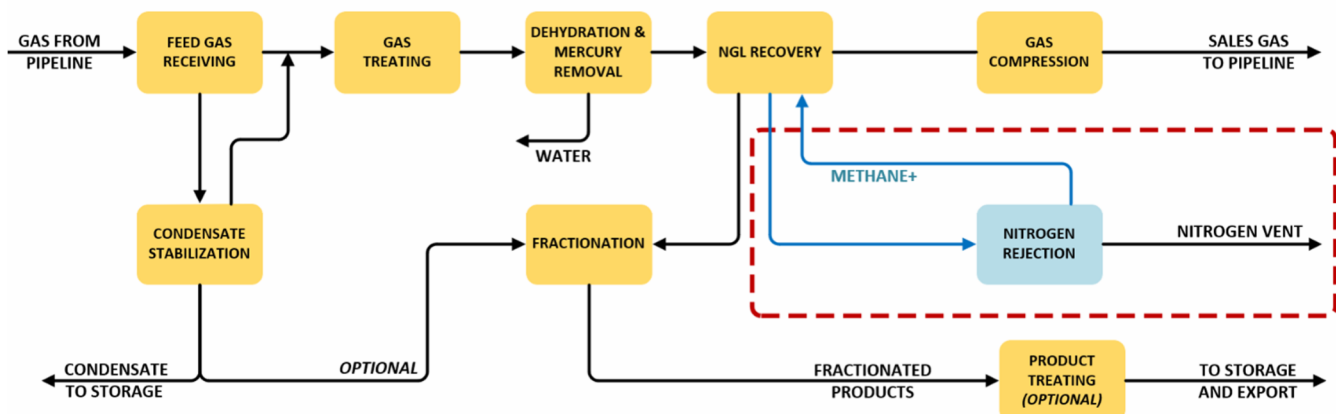 GAS FROM
PIPELINE
FEED GAS
RECEIVING
GAS
TREATING
DEHYDRATION &
MERCURY
REMOVAL
NGL RECOVERY
GAS
COMPRESSION
SALES GAS
TO PIPELINE
WATER
METHANE+
CONDENSATE
STABILIZATION
FRACTIONATION
NITROGEN
REJECTION
NITROGEN VENT
CONDENSATE
TO STORAGE
OPTIONAL
FRACTIONATED
PRODUCTS
PRODUCT
TREATING
(OPTIONAL)
TO STORAGE
AND EXPORT